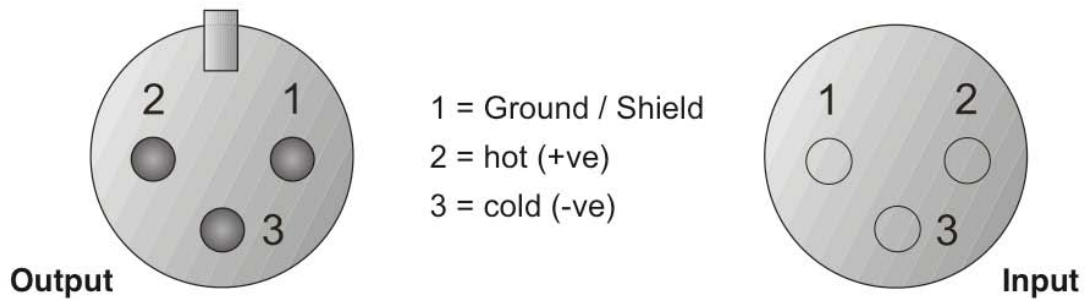 2 1
3
Output
1 = Ground / Shield
2 = hot (+ve)
3 = cold (-ve)
1 2
3
Input